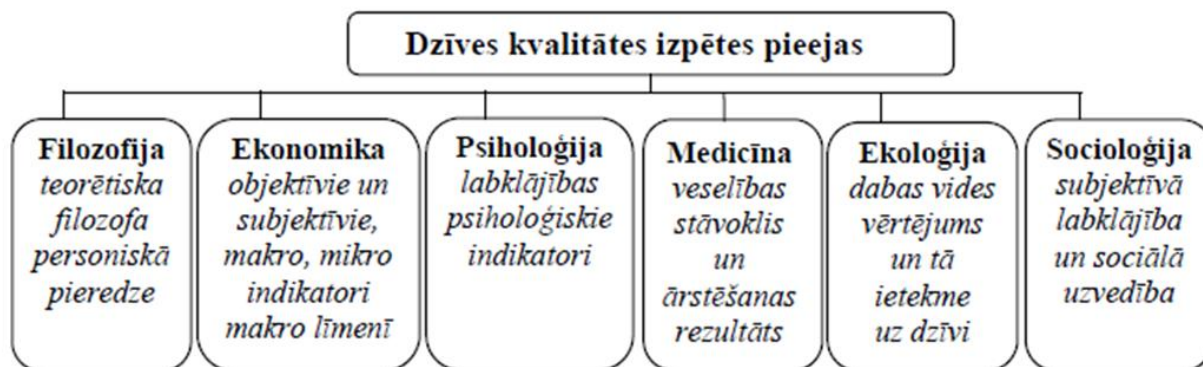 Dzīves kvalitātes izpētes pieejas
Filozofija
teorētiska
filozofa
personiskā
pieredze
Ekonomika
objektīvie un
subjektīvie,
makro, mikro
indikatori
makro līmenī
Psiholoģija
labklājības
psiholoģiskie
indikatori
Medicīna
veselības
stāvoklis
un
ārstēšanas
rezultāts
Ekoloģija
dabas vides
vērtējums
un tā
ietekme
uz dzīvi
Socioloģija
subjektīvā
labklājība
un sociālā
uzvedība